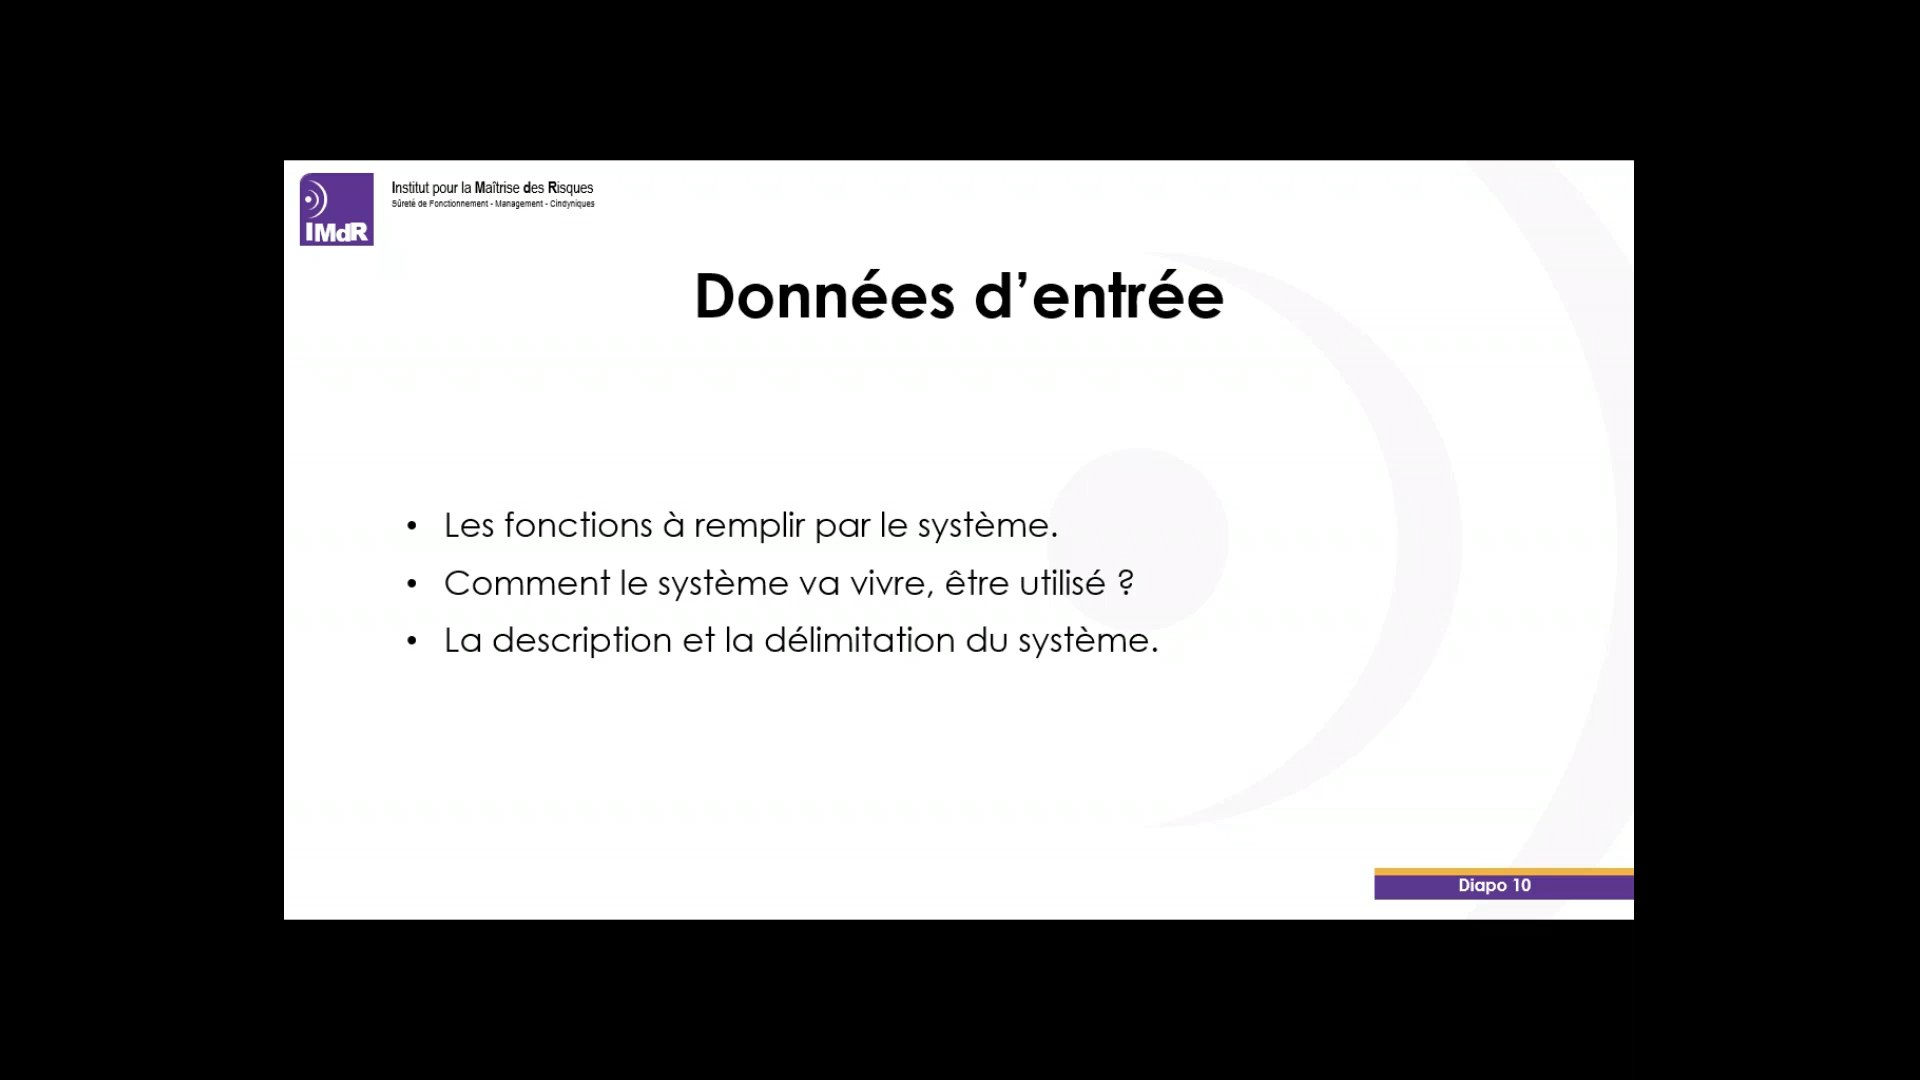 IMdR
Institut pour la Maîtrise des Risques
Sûreté de Fonctionnement - Management - Cindyniques
Données d’entrée
• Les fonctions à remplir par le système.
• Comment le système va vivre, être utilisé ?
• La description et la délimitation du système.
Diapo 10